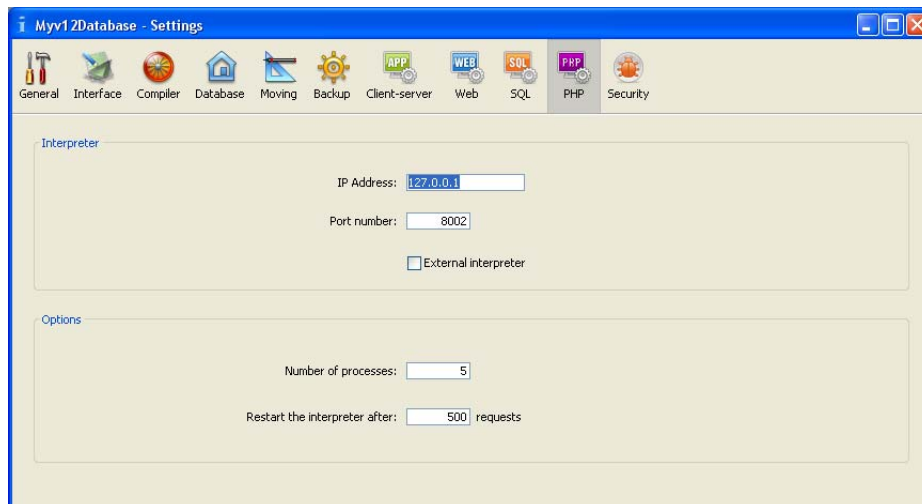 Myv12Database - Settings
General Interface Compiler Database Moving Backup Client-server Web SQL PHP Security
APP WEB SQL PHP
Interpreter
IP Address: 127.0.0.1
Port number: 8002
External interpreter
Options
Number of processes: 5
Restart the interpreter after: 500 requests